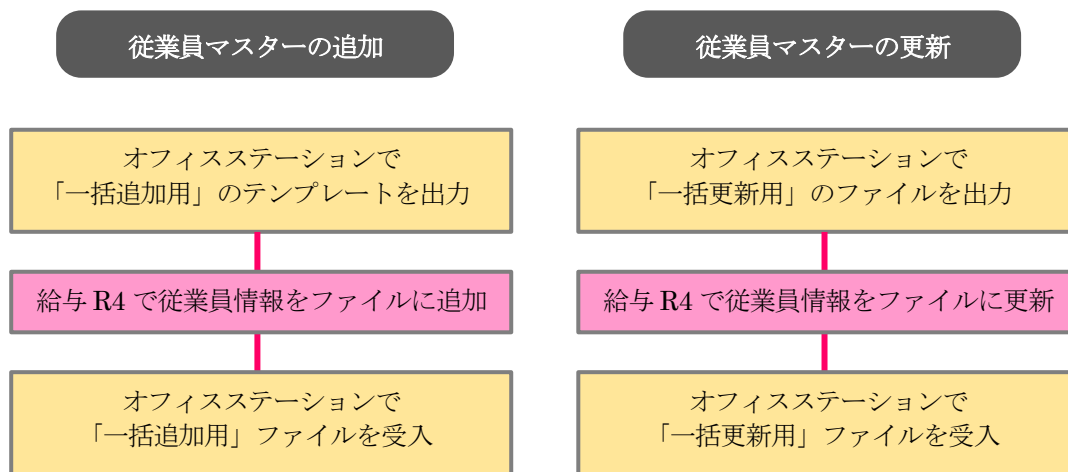 従業員マスターの追加
オフィスステーションで
「一括追加用」のテンプレートを出力
給与 R4 で従業員情報をファイルに追加
オフィスステーションで
「一括追加用」ファイルを受入
従業員マスターの更新
オフィスステーションで
「一括更新用」のファイルを出力
給与 R4 で従業員情報をファイルに更新
オフィスステーションで
「一括更新用」ファイルを受入